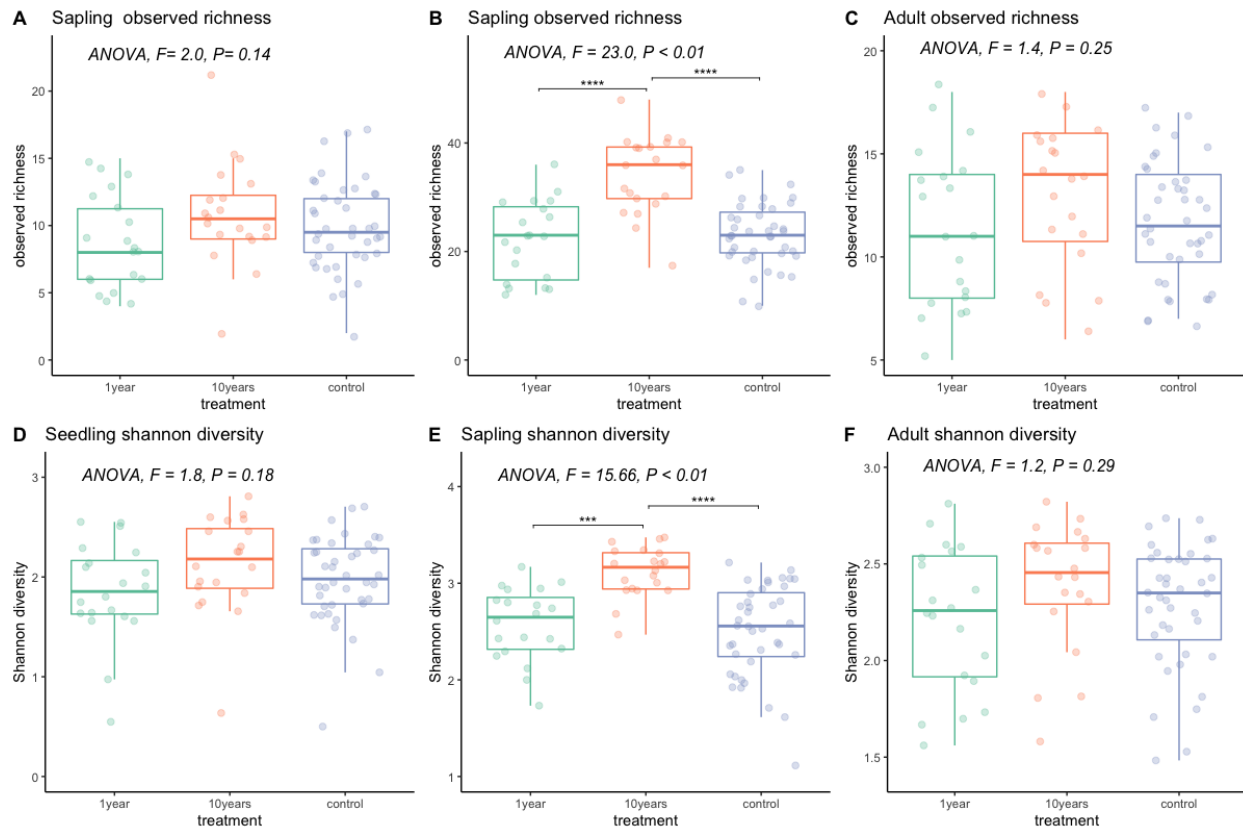 A Sapling observed richness
ANOVA, F= 2.0, P= 0.14
observed richness
20
15
10
5
0
1year 10years control
treatment
B Sapling observed richness
ANOVA, F = 23.0, P < 0.01
**** ****
observed richness
40
20
0
1year 10years control
treatment
C Adult observed richness
ANOVA, F = 1.4, P = 0.25
observed richness
20
15
10
5
1year 10years control
treatment
D Seedling shannon diversity
ANOVA, F = 1.8, P = 0.18
Shannon diversity
3
2
1
0
1year 10years control
treatment
E Sapling shannon diversity
ANOVA, F = 15.66, P < 0.01
*** ****
Shannon diversity
4
3
2
1
1year 10years control
treatment
F Adult shannon diversity
ANOVA, F = 1.2, P = 0.29
Shannon diversity
3.0
2.5
2.0
1.5
1year 10years control
treatment